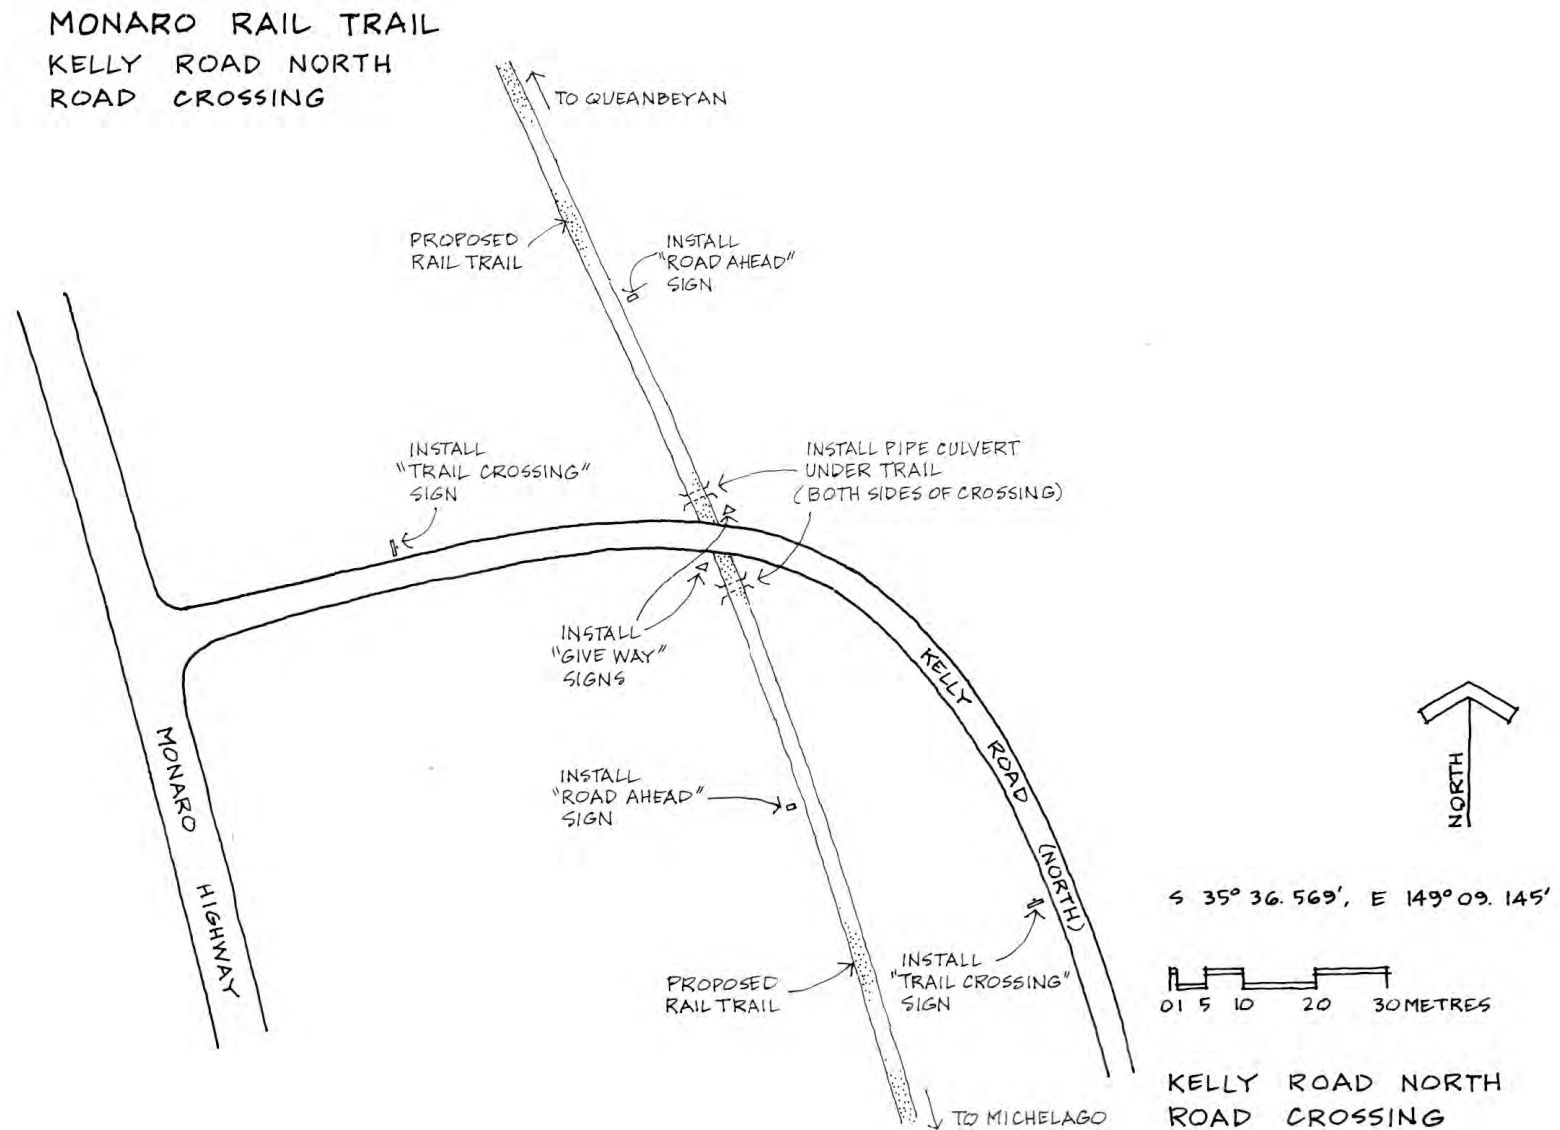 MONARO RAIL TRAIL
KELLY ROAD NORTH
ROAD CROSSING
TO QUEANBEYAN
PROPOSED
RAIL TRAIL
INSTALL
"ROAD AHEAD"
SIGN
INSTALL
"TRAIL CROSSING"
SIGN
INSTALL PIPE CULVERT
UNDER TRAIL
(BOTH SIDES OF CROSSING)
INSTALL
"GIVE WAY"
SIGNS
KELLY ROAD (NORTH)
MONARO HIGHWAY
INSTALL
"ROAD AHEAD"
SIGN
NORTH
S 35° 36.569', E 149° 09.145'
PROPOSED
RAIL TRAIL
INSTALL
"TRAIL CROSSING"
SIGN
0 1 5 10 20 30 METRES
TO MICHELAGO
KELLY ROAD NORTH
ROAD CROSSING